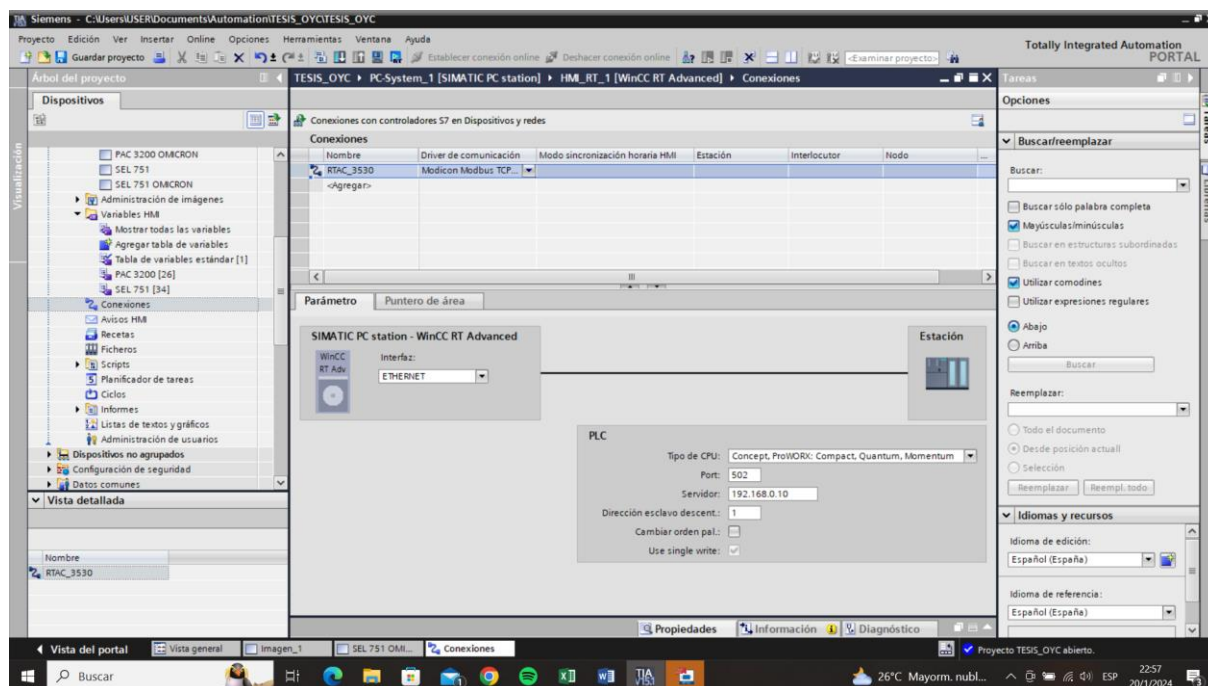 Siemens - C:\Users\USER\Documents\Automation\TESIS_OYC\TESIS_OYC
Proyecto Edición Ver Insertar Online Opciones Herramientas Ventana Ayuda
Totally Integrated Automation
PORTAL
Guardar proyecto
Establecer conexión online
Deshacer conexión online
<Examinar proyecto>
Árbol del proyecto
TESIS_OYC PC-System_1 [SIMATIC PC station] HMI_RT_1 [WinCC RT Advanced] Conexiones
Tareas
Dispositivos
Opciones
Visualización
Tareas
Librerías
Conexiones con controladores S7 en Dispositivos y redes
Conexiones
Nombre Driver de comunicación Modo sincronización horaria HMI Estación Interlocutor Nodo ...
RTAC_3530 Modicon Modbus TCP...
<Agregar>
PAC 3200 OMICRON
SEL 751
SEL 751 OMICRON
Administración de imágenes
Variables HMI
Mostrar todas las variables
Agregar tabla de variables
Tabla de variables estándar [1]
PAC 3200 [26]
SEL 751 [34]
Conexiones
Avisos HMI
Recetas
Ficheros
Scripts
Planificador de tareas
Ciclos
Informes
Listas de textos y gráficos
Administración de usuarios
Dispositivos no agrupados
Configuración de seguridad
Datos comunes
Vista detallada
Nombre
RTAC_3530
Parámetro Puntero de área
SIMATIC PC station - WinCC RT Advanced
Estación
WinCC
RT Adv
Interfaz:
ETHERNET
PLC
Tipo de CPU: Concept, ProWORX: Compact, Quantum, Momentum
Port: 502
Servidor: 192.168.0.10
Dirección esclavo descent.: 1
Cambiar orden pal.:
Use single write:
Buscar/reemplazar
Buscar:
Buscar sólo palabra completa
Mayúsculas/minúsculas
Buscar en estructuras subordinadas
Buscar en textos ocultos
Utilizar comodines
Utilizar expresiones regulares
Abajo
Arriba
Buscar
Reemplazar:
Todo el documento
Desde posición actuall
Selección
Reemplazar Reempl. todo
Idiomas y recursos
Idioma de edición:
Español (España)
Idioma de referencia:
Español (España)
Propiedades Información Diagnóstico
Vista del portal Vista general Imagen_1 SEL 751 OMI... Conexiones
Proyecto TESIS_OYC abierto.
Buscar
26°C Mayorm. nubl...
ESP
22:57
20/1/2024